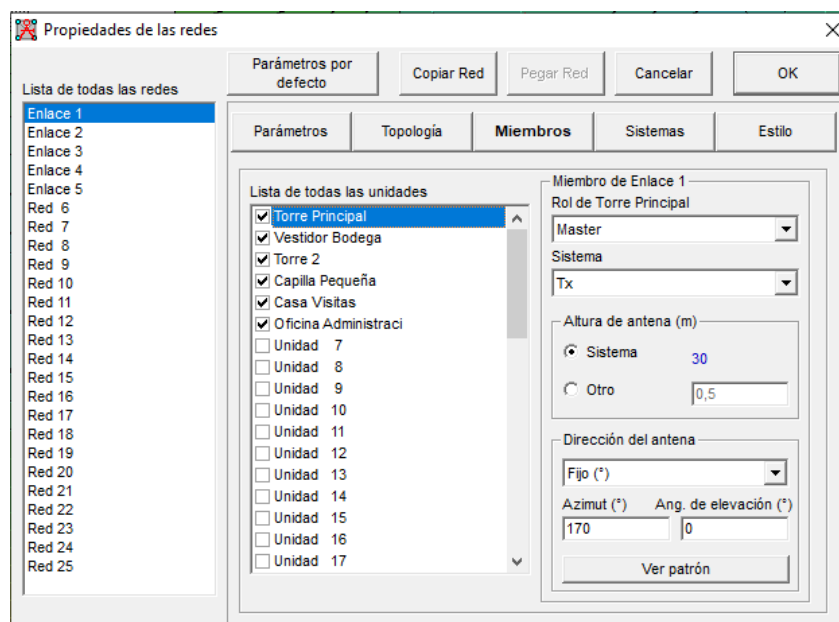 Propiedades de las redes
Lista de todas las redes
Enlace 1
Enlace 2
Enlace 3
Enlace 4
Enlace 5
Red 6
Red 7
Red 8
Red 9
Red 10
Red 11
Red 12
Red 13
Red 14
Red 15
Red 16
Red 17
Red 18
Red 19
Red 20
Red 21
Red 22
Red 23
Red 24
Red 25
Parámetros por
defecto
Copiar Red
Pegar Red
Cancelar
OK
Parámetros
Topología
Miembros
Sistemas
Estilo
Lista de todas las unidades
Torre Principal
Vestidor Bodega
Torre 2
Capilla Pequeña
Casa Visitas
Oficina Administraci
Unidad 7
Unidad 8
Unidad 9
Unidad 10
Unidad 11
Unidad 12
Unidad 13
Unidad 14
Unidad 15
Unidad 16
Unidad 17
Miembro de Enlace 1
Rol de Torre Principal
Master
Sistema
Tx
Altura de antena (m)
Sistema 30
Otro 0,5
Dirección del antena
Fijo (°)
Azimut (°) Ang. de elevación (°)
170 0
Ver patrón